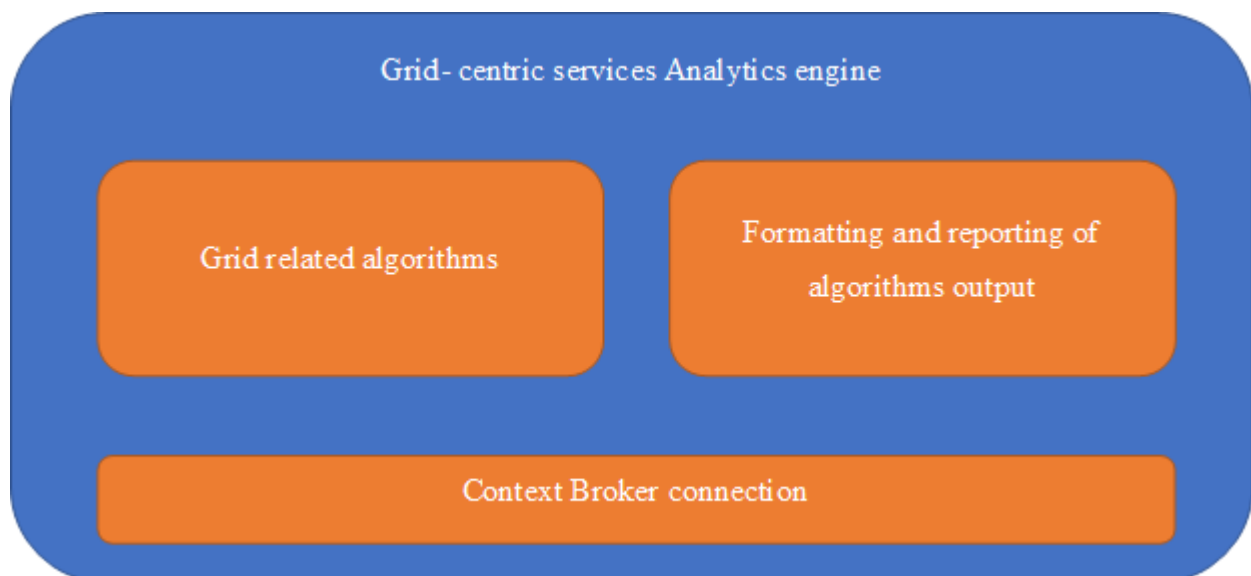 Grid- centric services Analytics engine
Grid related algorithms
Formatting and reporting of
algorithms output
Context Broker connection